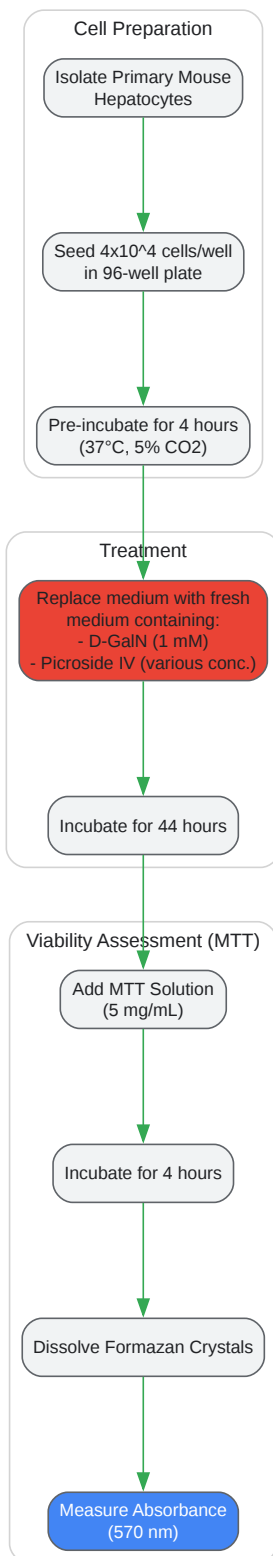 Cell Preparation
Isolate Primary Mouse
Hepatocytes
Seed 4x10^4 cells/well
in 96-well plate
Pre-incubate for 4 hours
(37°C, 5% CO2)
Treatment
Replace medium with fresh
medium containing:
- D-GalN (1 mM)
- Picroside IV (various conc.)
Incubate for 44 hours
Viability Assessment (MTT)
Add MTT Solution
(5 mg/mL)
Incubate for 4 hours
Dissolve Formazan Crystals
Measure Absorbance
(570 nm)